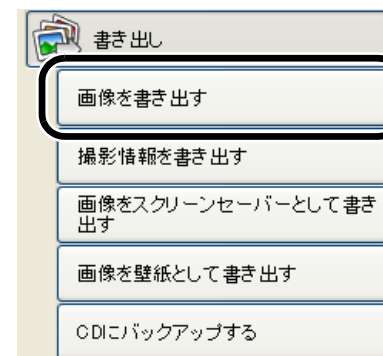 書き出し
画像を書き出す
撮影情報を書き出す
画像をスクリーンセーバーとして書き
出す
画像を壁紙として書き出す
CDにバックアップする